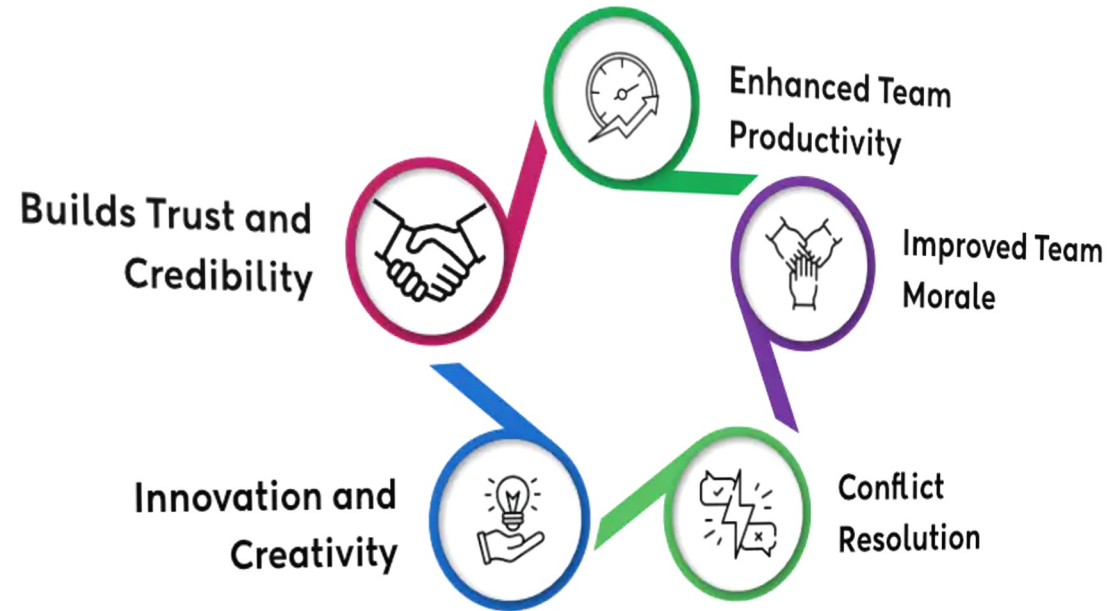 Enhanced Team
Productivity
Builds Trust and
Credibility
Improved Team
Morale
Innovation and
Creativity
Conflict
Resolution